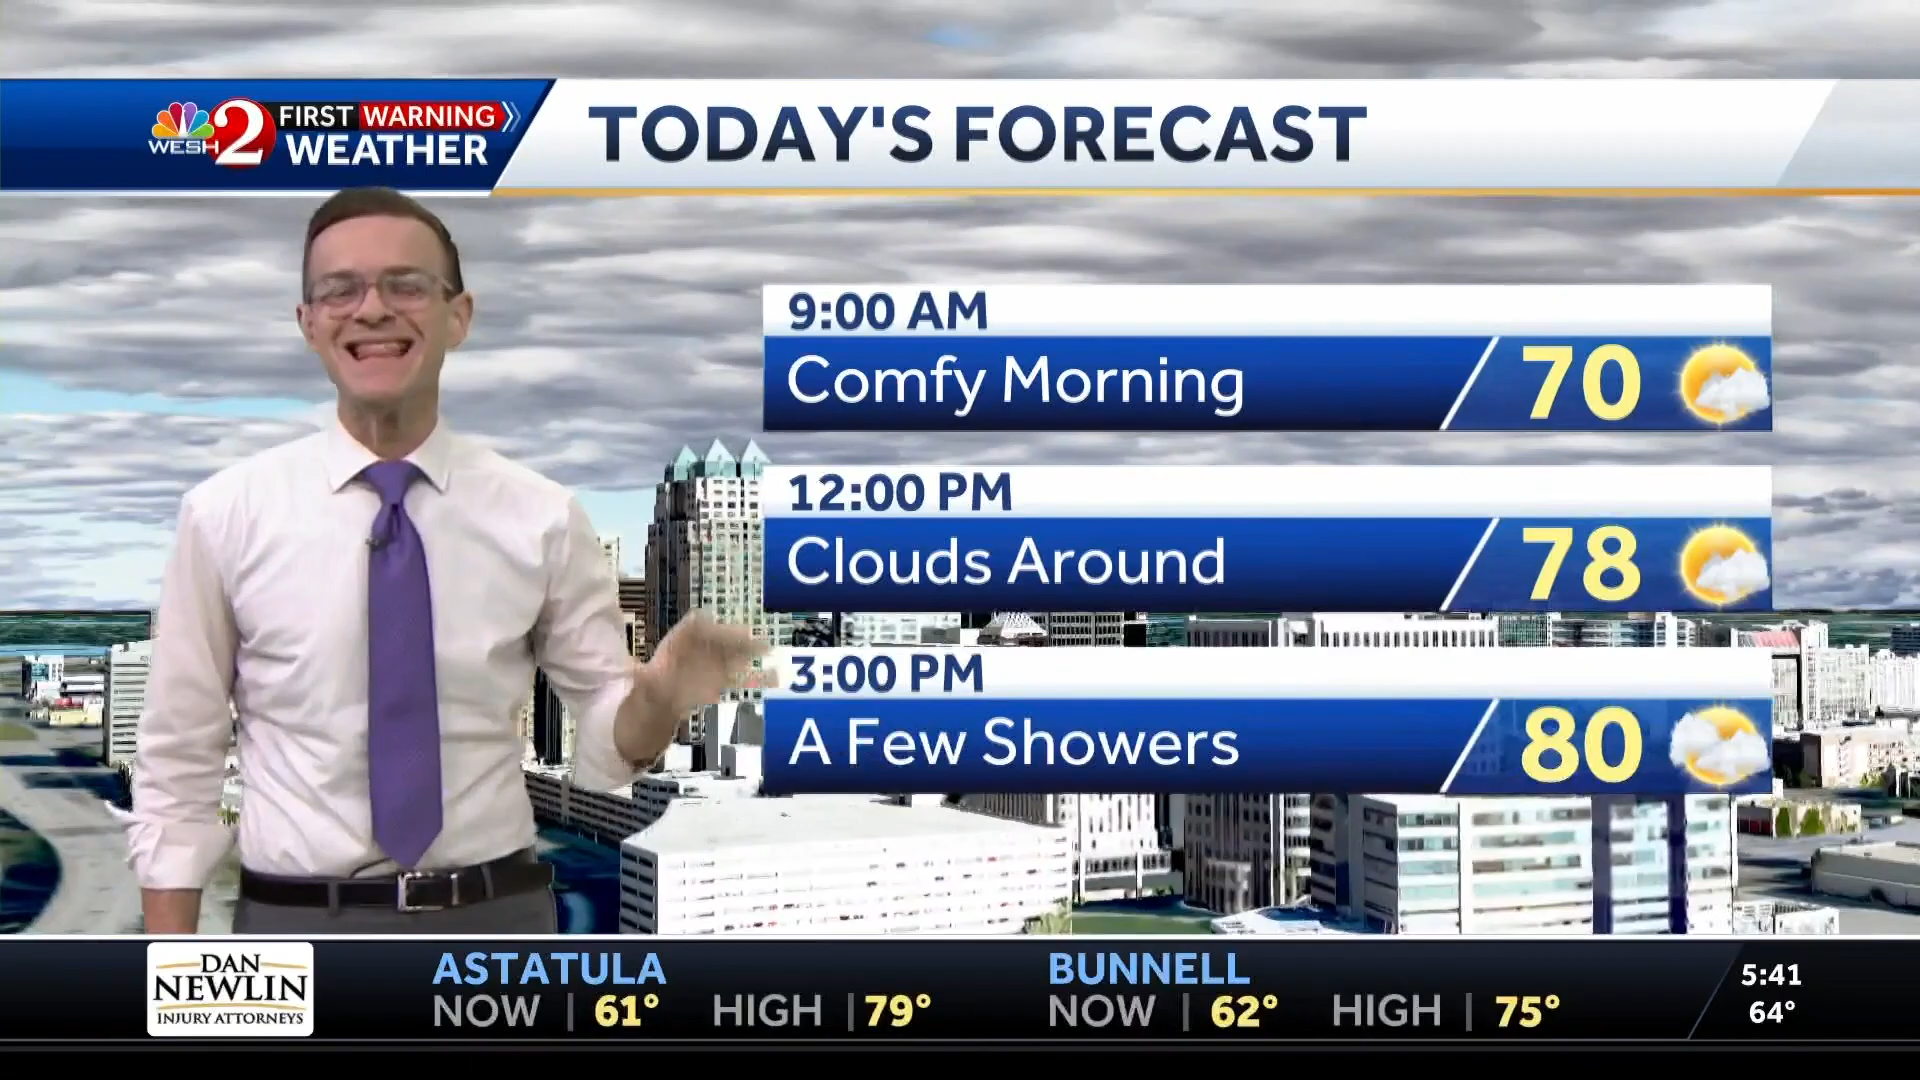 WESH 2 FIRST WARNING
WEATHER
TODAY'S FORECAST
9:00 AM
Comfy Morning 70
12:00 PM
Clouds Around 78
3:00 PM
A Few Showers 80
DAN
NEWLIN
INJURY ATTORNEYS
ASTATULA
NOW | 61° HIGH | 79°
BUNNELL
NOW | 62° HIGH | 75°
5:41
64°